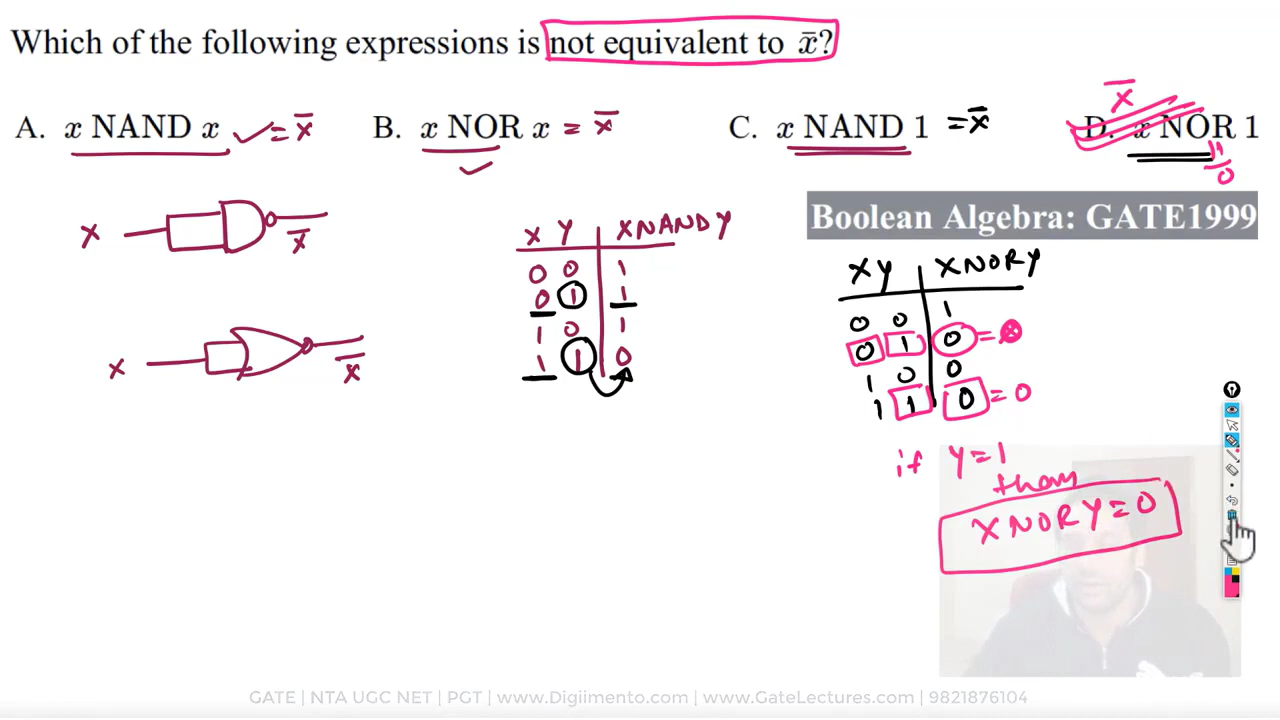 Which of the following expressions is not equivalent to x̄?
A. x NAND x ✓= x̄
B. x NOR x = x̄
✓
C. x NAND 1 = x̄
x̄
D. x NOR 1
0
Boolean Algebra: GATE1999
x
x̄
x
x̄
X Y | X NAND Y
0 0 | 1
0 1 | 1
1 0 | 1
1 1 | 0
X Y | X NOR Y
0 0 | 1
0 1 | 0 =
1 0 | 0
1 1 | 0 = 0
if Y=1
than
X NOR Y = 0
GATE | NTA UGC NET | PGT | www.Digiimento.com | www.GateLectures.com | 9821876104